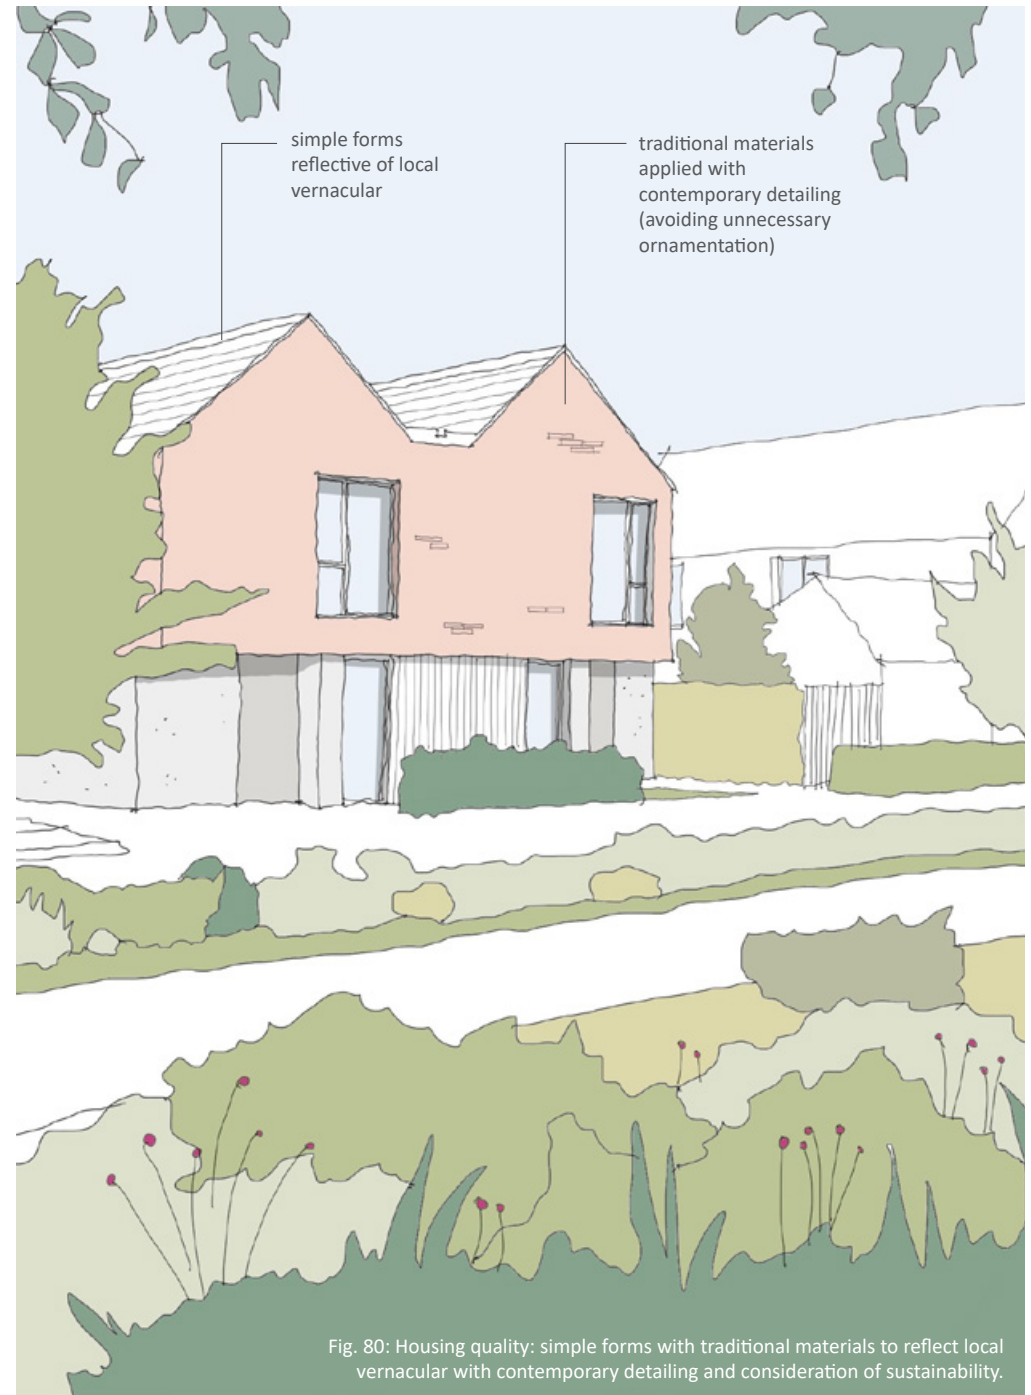 simple forms
reflective of local
vernacular
traditional materials
applied with
contemporary detailing
(avoiding unnecessary
ornamentation)
Fig. 80: Housing quality: simple forms with traditional materials to reflect local
vernacular with contemporary detailing and consideration of sustainability.